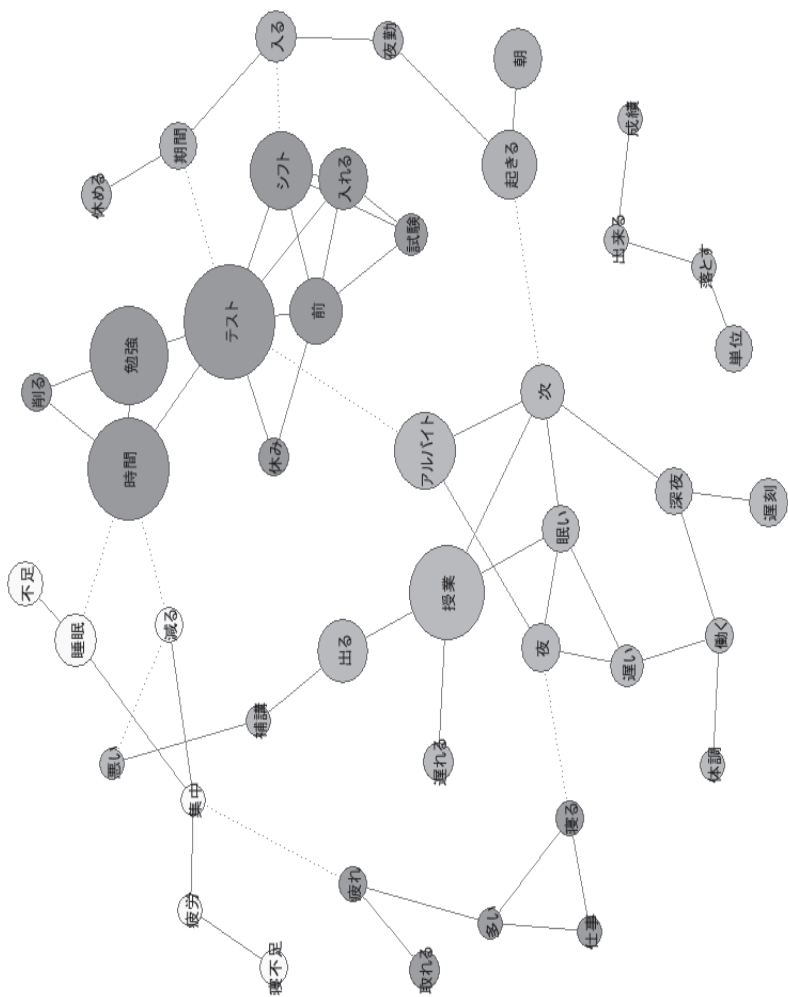 入る
夜勤
朝
期間
成績
シフト
入れる
起きる
休める
試験
出来る
落とす
テスト
前
勉強
単位
削る
次
アルバイト
休み
時間
深夜
遅刻
眠い
不足
授業
減る
睡眠
出る
夜
働く
遅い
補講
悪い
遅れる
体調
集中
寝る
疲れ
疲労
多い
仕事
寝不足
取れる